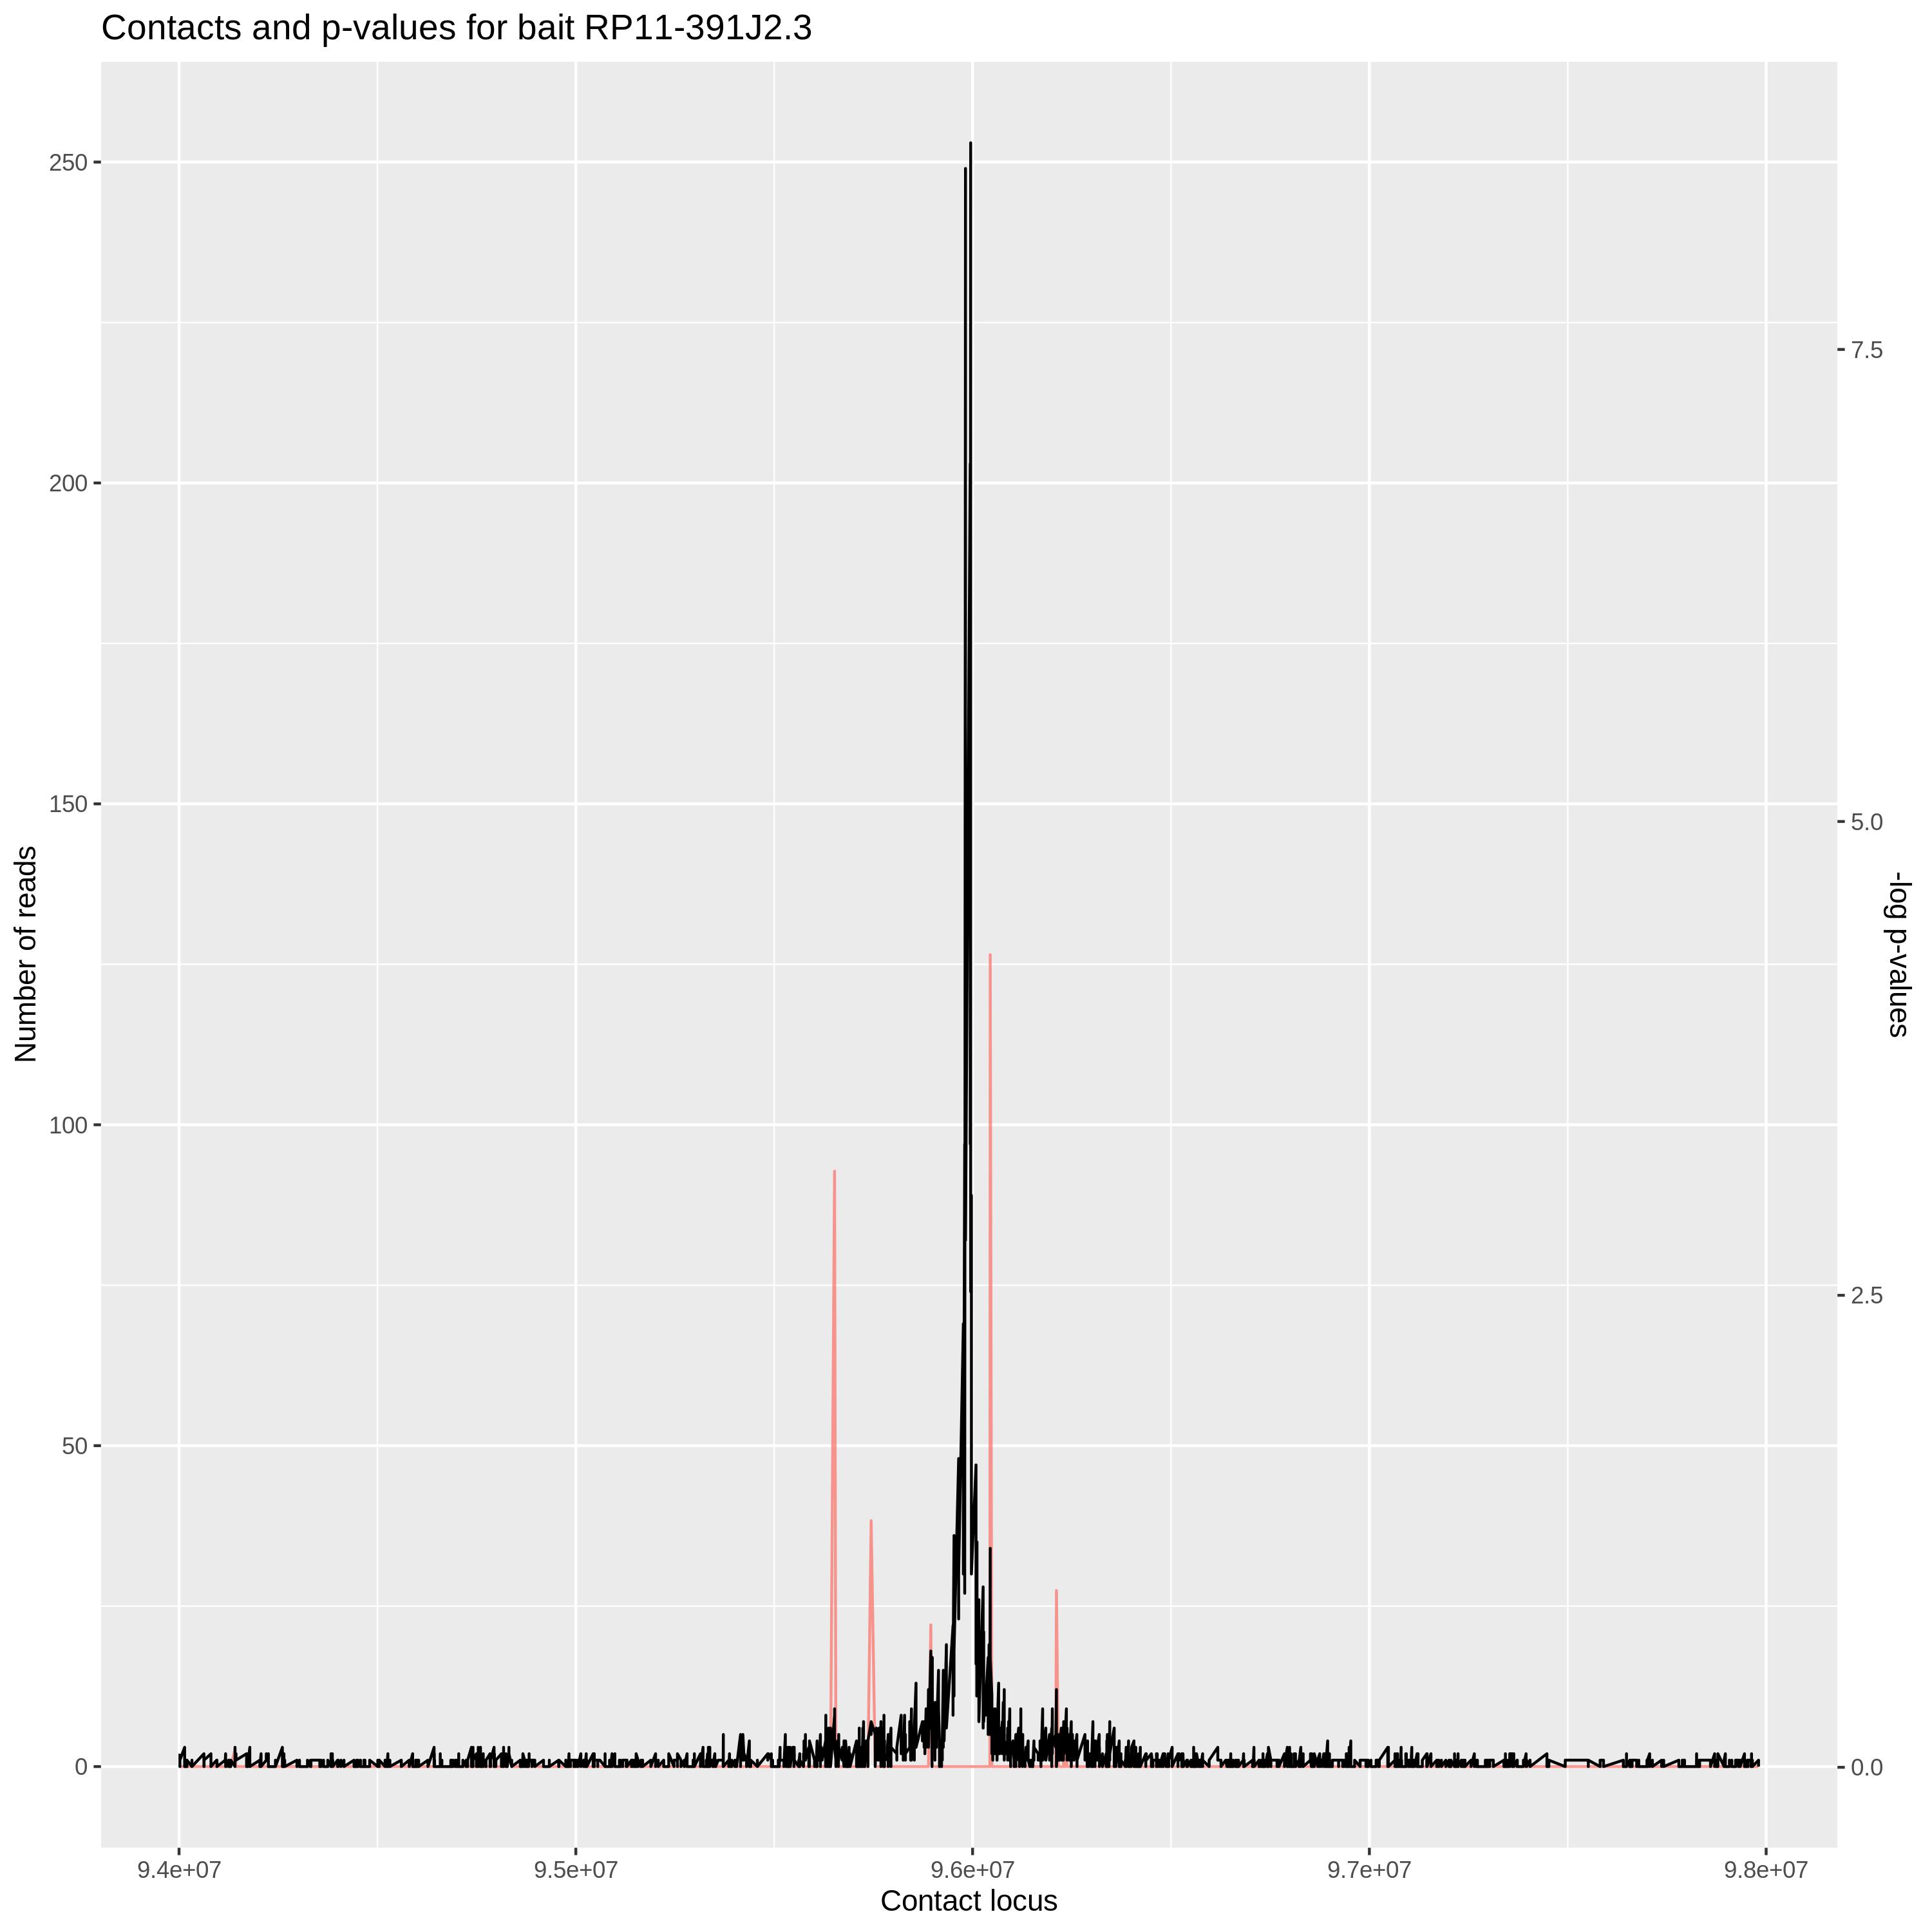 Contacts and p-values for bait RP11-391J2.3
Number of reads
250
200
150
100
50
0
7.5
5.0
2.5
0.0
-log p-values
9.4e+07 9.5e+07 9.6e+07 9.7e+07 9.8e+07
Contact locus